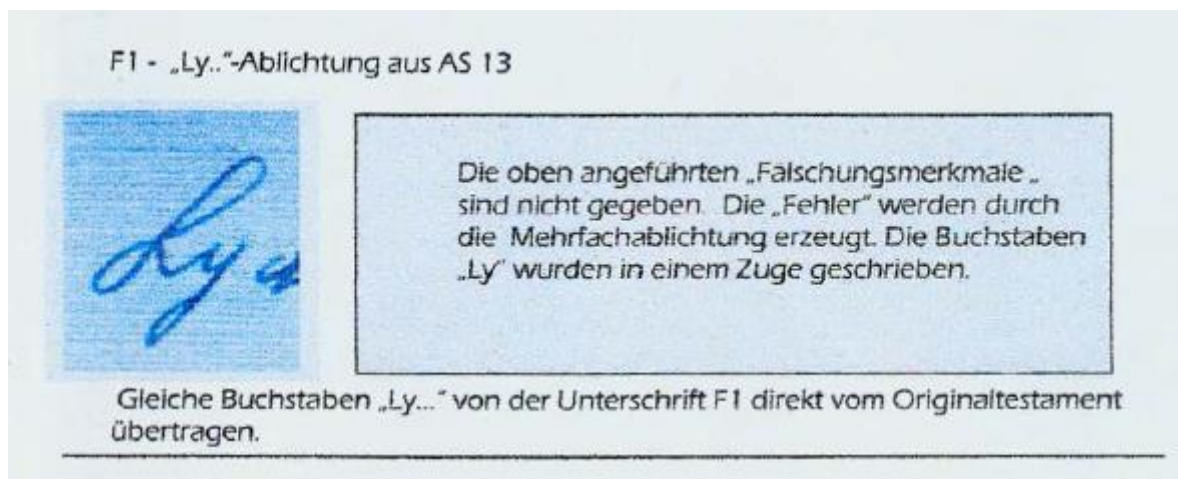 F1 - „Ly..“-Ablichtung aus AS 13
Lya
Die oben angeführten „Fälschungsmerkmale „
sind nicht gegeben. Die „Fehler“ werden durch
die Mehrfachablichtung erzeugt. Die Buchstaben
„Ly“ wurden in einem Zuge geschrieben.
Gleiche Buchstaben „Ly...“ von der Unterschrift F1 direkt vom Originaltestament
übertragen.